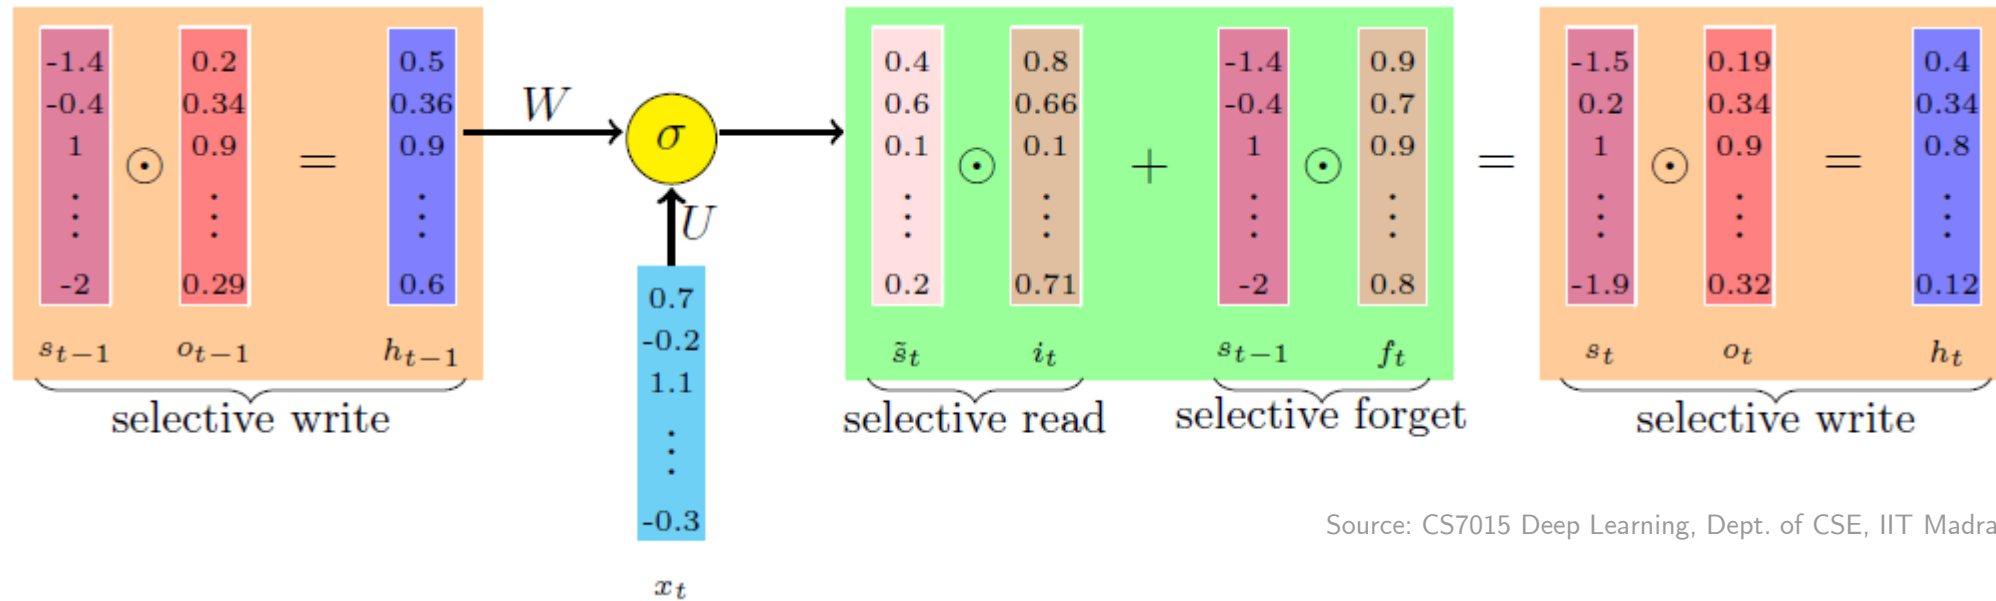 -1.4 0.2 0.5 0.4 0.8 -1.4 0.9 -1.5 0.19 0.4
-0.4 0.34 0.36 W 0.6 0.66 -0.4 0.7 0.2 0.34 0.34
1 ⊙ 0.9 = 0.9 σ 0.1 ⊙ 0.1 + 1 ⊙ 0.9 = 1 ⊙ 0.9 = 0.8
⋮ ⋮ ⋮ U ⋮ ⋮ ⋮ ⋮ ⋮ ⋮ ⋮
-2 0.29 0.6 0.2 0.71 -2 0.8 -1.9 0.32 0.12
s_{t-1} o_{t-1} h_{t-1} s̃_t i_t s_{t-1} f_t s_t o_t h_t
selective write selective read selective forget selective write
0.7
-0.2
1.1
⋮
-0.3
x_t
Source: CS7015 Deep Learning, Dept. of CSE, IIT Madra